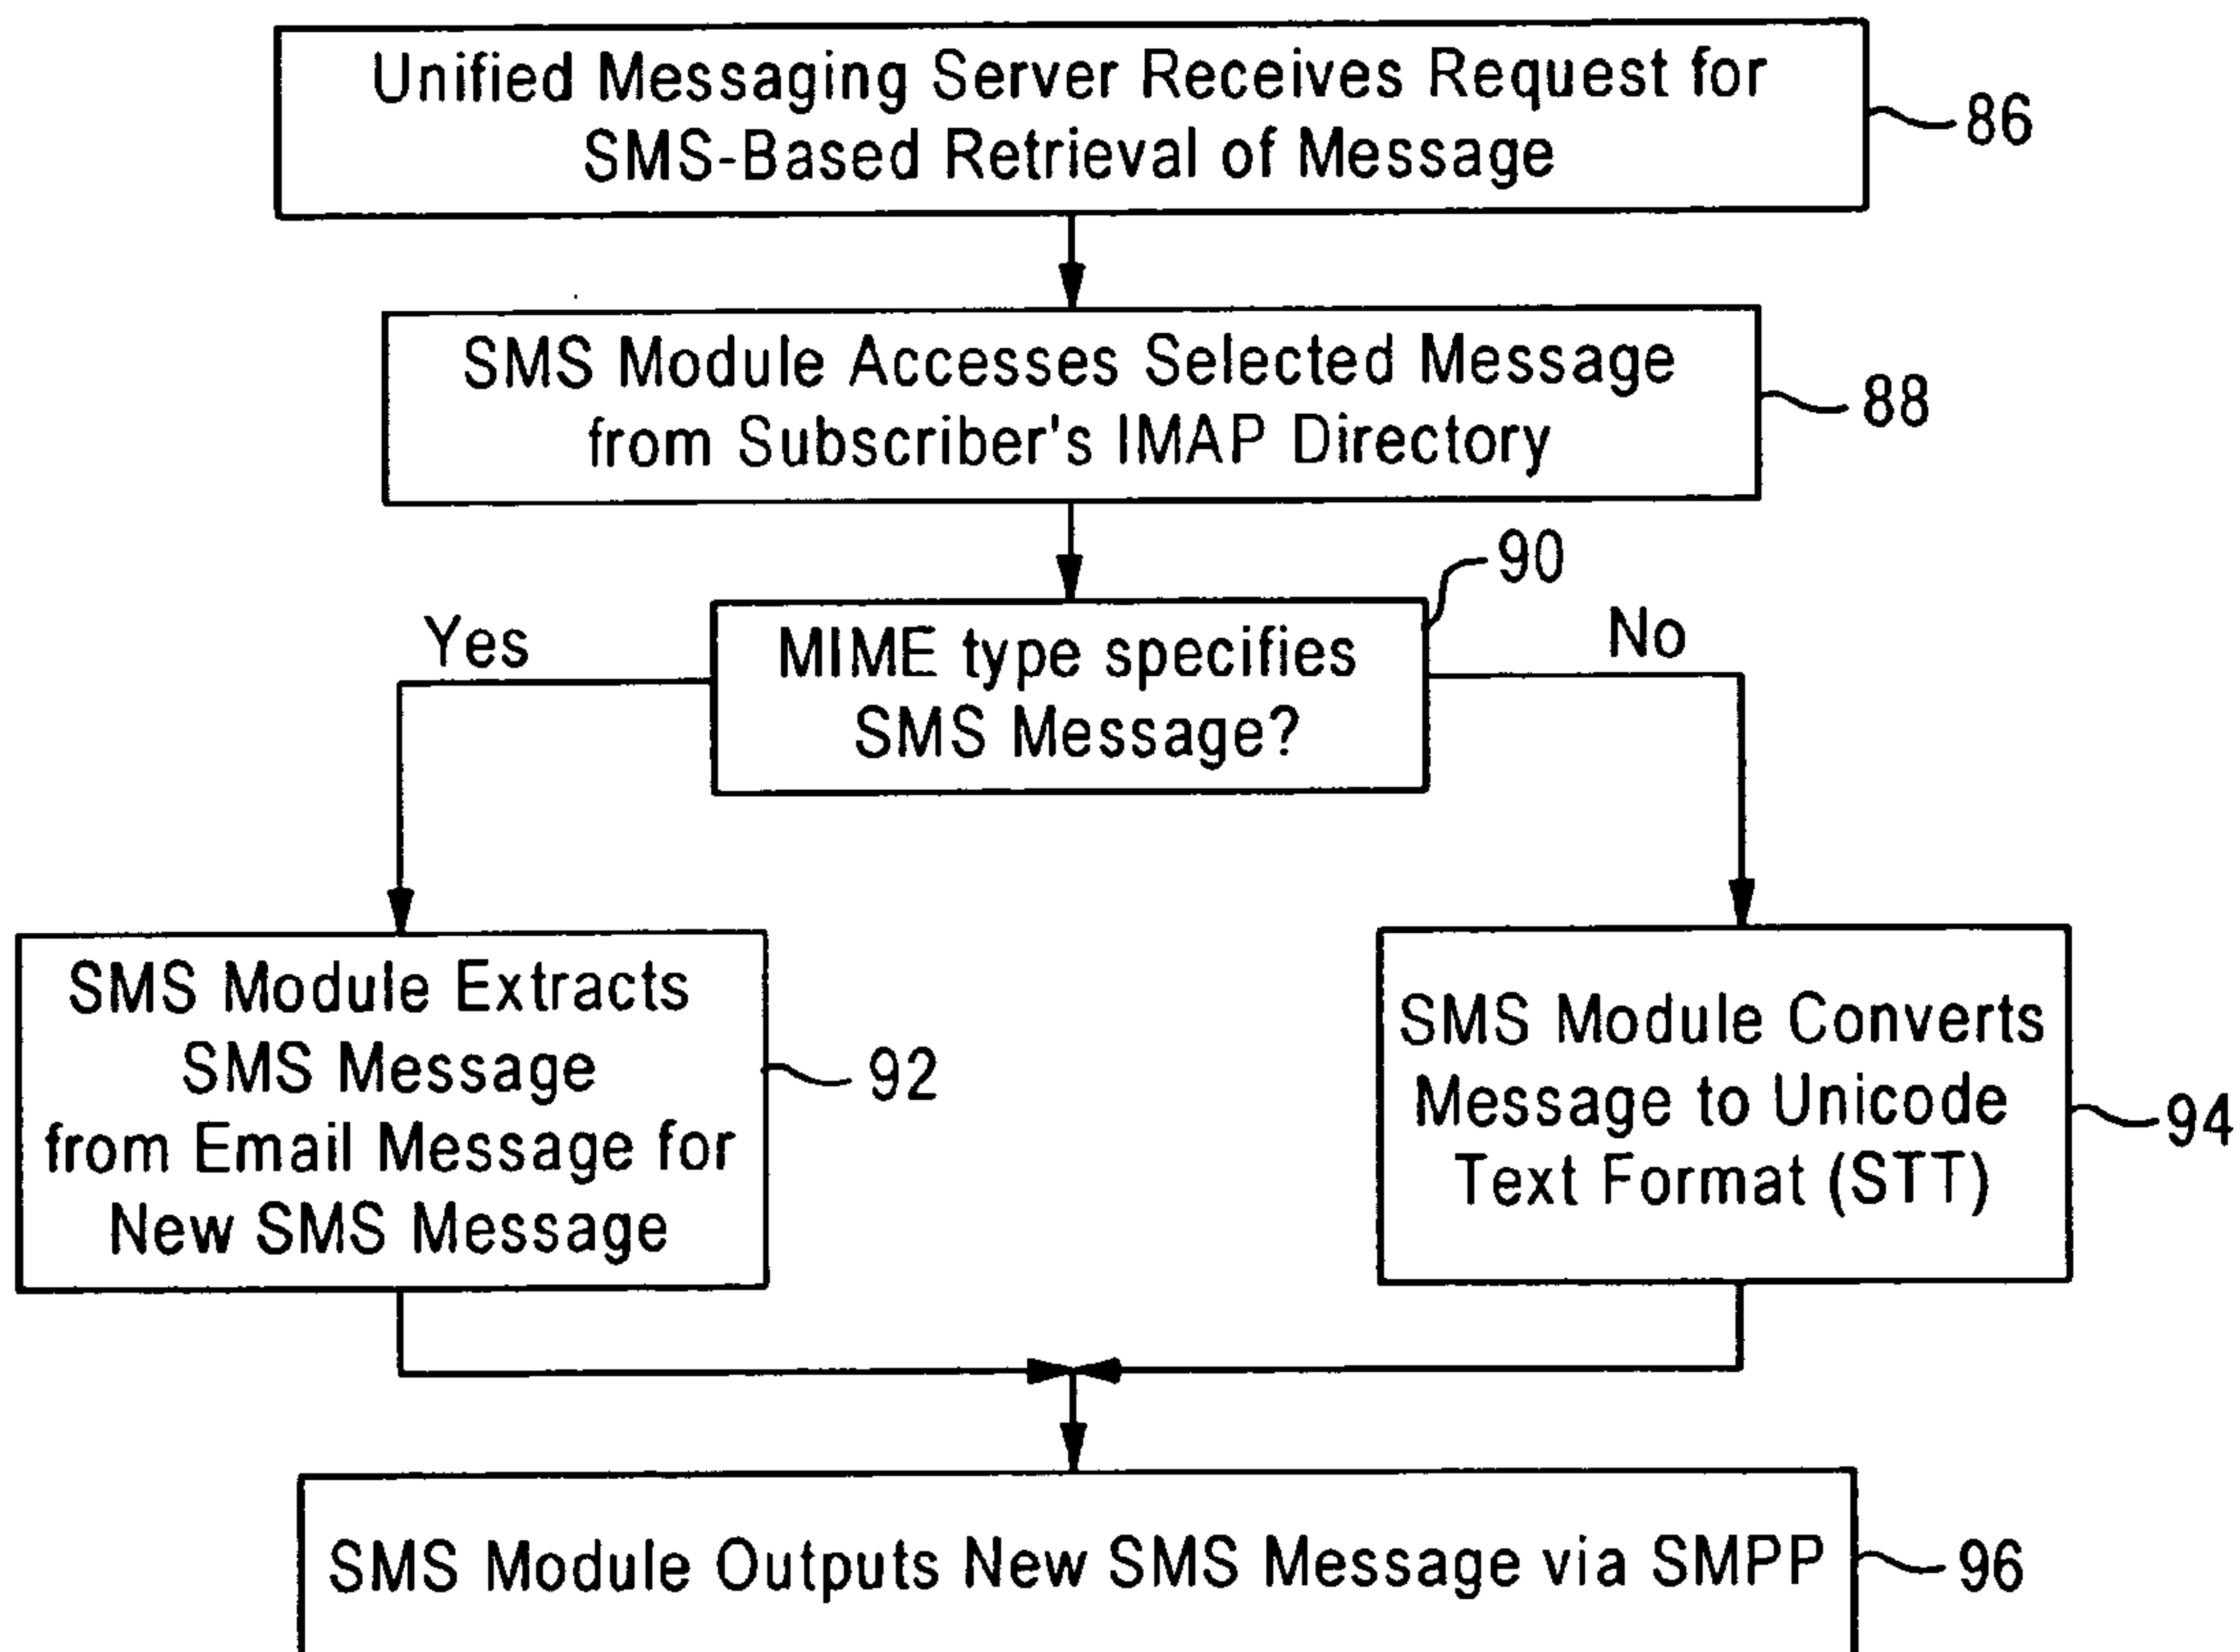 Unified Messaging Server Receives Request for
SMS-Based Retrieval of Message
86
SMS Module Accesses Selected Message
from Subscriber's IMAP Directory
88
90
Yes
MIME type specifies
SMS Message?
No
SMS Module Extracts
SMS Message
from Email Message for
New SMS Message
92
SMS Module Converts
Message to Unicode
Text Format (STT)
94
SMS Module Outputs New SMS Message via SMPP
96